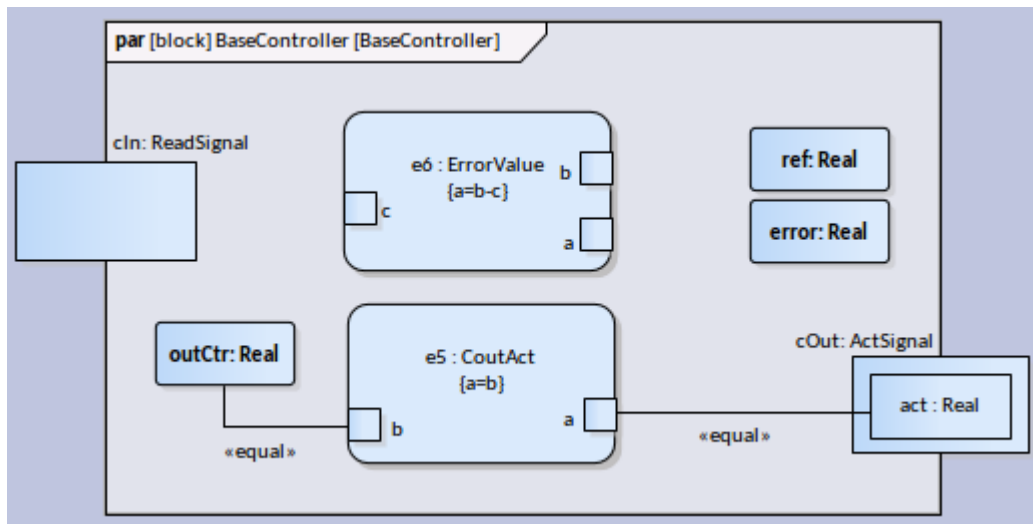 par [block] BaseController [BaseController]
cIn: ReadSignal
e6 : ErrorValue
{a=b-c}
b
c
a
ref: Real
error: Real
outCtr: Real
e5 : CoutAct
{a=b}
b
a
«equal»
«equal»
cOut: ActSignal
act : Real